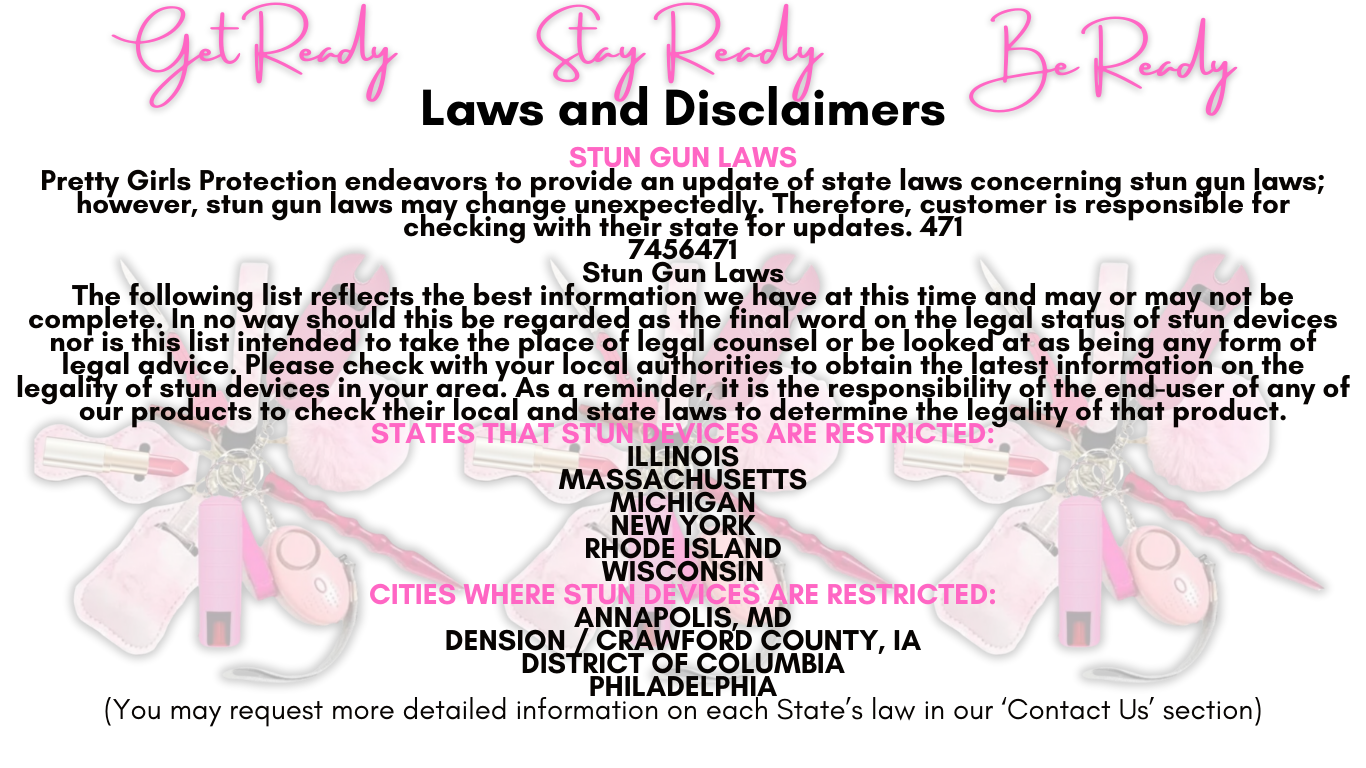 Get Ready Stay Ready Be Ready
Laws and Disclaimers
STUN GUN LAWS
Pretty Girls Protection endeavors to provide an update of state laws concerning stun gun laws;
however, stun gun laws may change unexpectedly. Therefore, customer is responsible for
checking with their state for updates. 471
7456471
Stun Gun Laws
The following list reflects the best information we have at this time and may or may not be
complete. In no way should this be regarded as the final word on the legal status of stun devices
nor is this list intended to take the place of legal counsel or be looked at as being any form of
legal advice. Please check with your local authorities to obtain the latest information on the
legality of stun devices in your area. As a reminder, it is the responsibility of the end-user of any of
our products to check their local and state laws to determine the legality of that product.
STATES THAT STUN DEVICES ARE RESTRICTED:
ILLINOIS
MASSACHUSETTS
MICHIGAN
NEW YORK
RHODE ISLAND
WISCONSIN
CITIES WHERE STUN DEVICES ARE RESTRICTED:
ANNAPOLIS, MD
DENSION / CRAWFORD COUNTY, IA
DISTRICT OF COLUMBIA
PHILADELPHIA
(You may request more detailed information on each State’s law in our ‘Contact Us’ section)